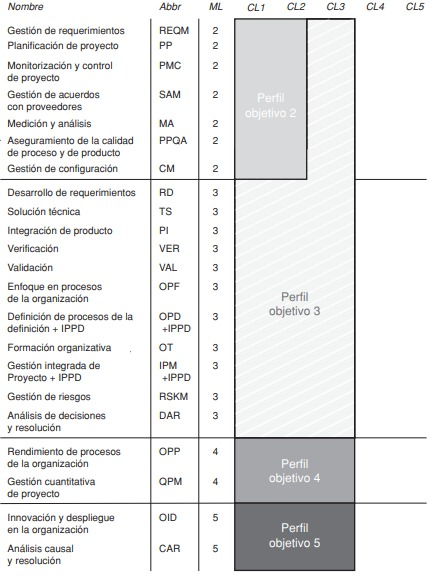 Nombre Abbr ML CL1 CL2 CL3 CL4 CL5
Gestión de requerimientos REQM 2
Planificación de proyecto PP 2
Monitorización y control PMC 2
de proyecto
Gestión de acuerdos SAM 2
con proveedores
Perfil
objetivo 2
Medición y análisis MA 2
Aseguramiento de la calidad PPQA 2
de proceso y de producto
Gestión de configuración CM 2
Desarrollo de requerimientos RD 3
Solución técnica TS 3
Integración de producto PI 3
Verificación VER 3
Validación VAL 3
Enfoque en procesos OPF 3
de la organización
Perfil
objetivo 3
Definición de procesos de la OPD 3
definición + IPPD +IPPD
Formación organizativa OT 3
Gestión integrada de IPM 3
Proyecto + IPPD +IPPD
Gestión de riesgos RSKM 3
Análisis de decisiones DAR 3
y resolución
Rendimiento de procesos OPP 4
de la organización
Perfil
objetivo 4
Gestión cuantitativa QPM 4
de proyecto
Innovación y despliegue OID 5
en la organización
Perfil
objetivo 5
Análisis causal CAR 5
y resolución